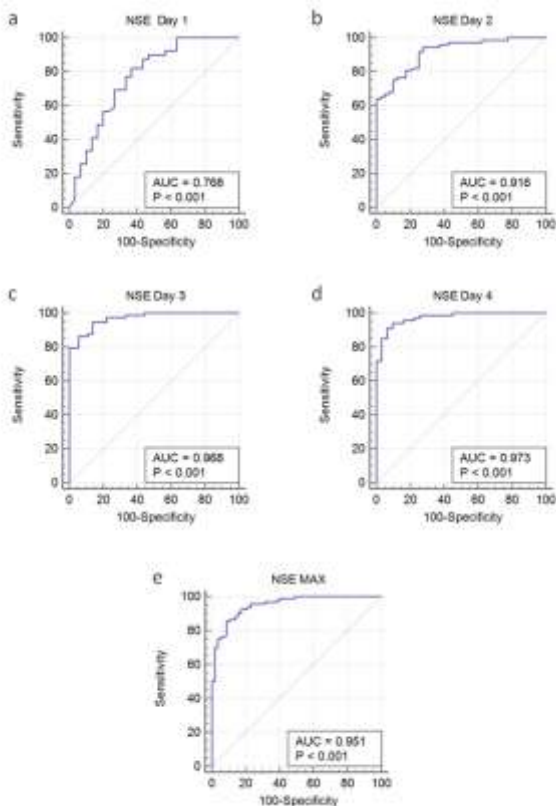 a
NSE Day 1
100
80
60
40
20
0
Sensitivity
AUC = 0.768
P < 0.001
0 20 40 60 80 100
100-Specificity
b
NSE Day 2
100
80
60
40
20
0
Sensitivity
AUC = 0.916
P < 0.001
0 20 40 60 80 100
100-Specificity
c
NSE Day 3
100
80
60
40
20
0
Sensitivity
AUC = 0.968
P < 0.001
0 20 40 60 80 100
100-Specificity
d
NSE Day 4
100
80
60
40
20
0
Sensitivity
AUC = 0.973
P < 0.001
0 20 40 60 80 100
100-Specificity
e
NSE MAX
100
80
60
40
20
0
Sensitivity
AUC = 0.951
P < 0.001
0 20 40 60 80 100
100-Specificity